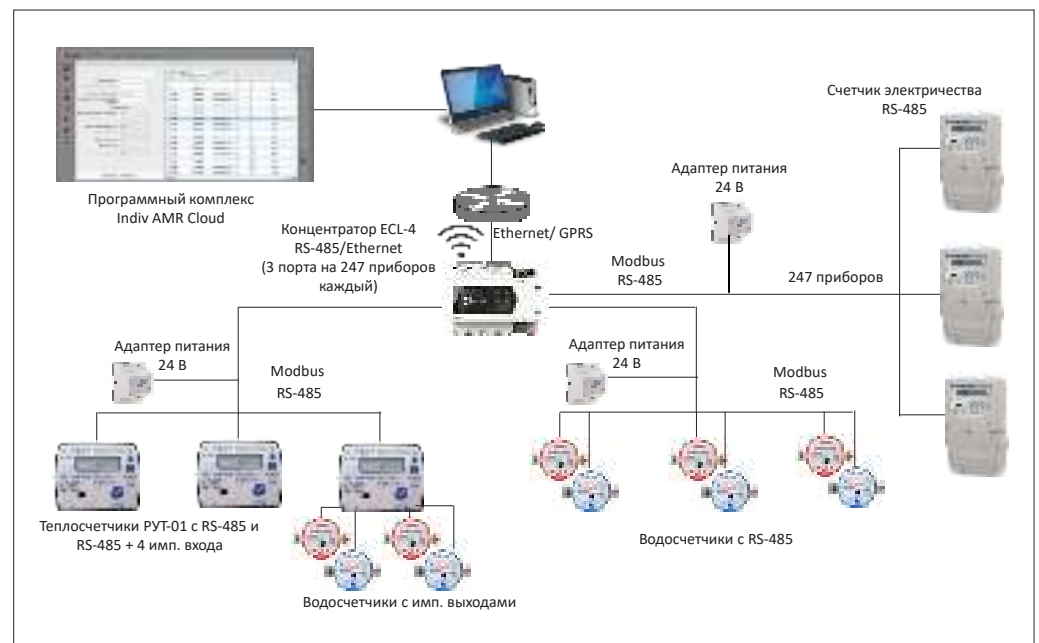 Счетчик электричества
RS-485
Адаптер питания
24 В
Программный комплекс
Indiv AMR Cloud
Концентратор ECL-4
RS-485/Ethernet
(3 порта на 247 приборов
каждый)
Ethernet/ GPRS
Modbus
RS-485
247 приборов
Адаптер питания
24 В
Modbus
RS-485
Адаптер питания
24 В
Modbus
RS-485
Теплосчетчики РУТ-01 с RS-485 и
RS-485 + 4 имп. входа
Водосчетчики с RS-485
Водосчетчики с имп. выходами